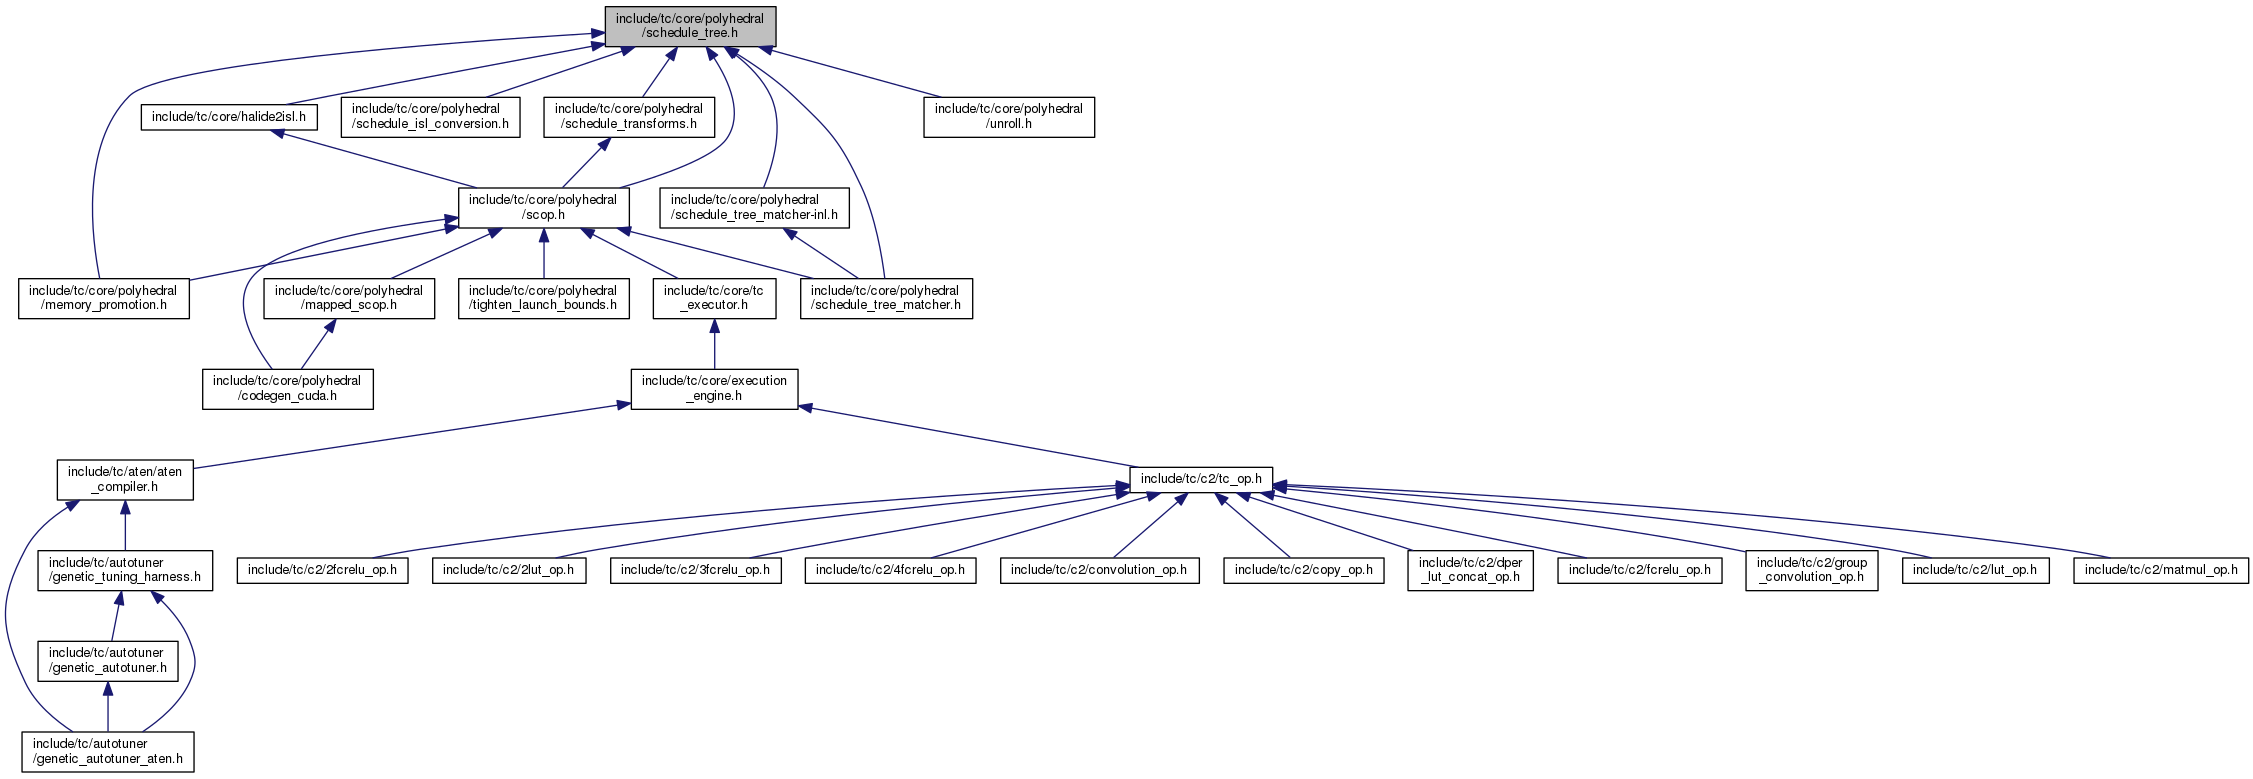 include/tc/core/polyhedral
/schedule_tree.h
include/tc/core/halide2isl.h
include/tc/core/polyhedral
/schedule_isl_conversion.h
include/tc/core/polyhedral
/schedule_transforms.h
include/tc/core/polyhedral
/unroll.h
include/tc/core/polyhedral
/scop.h
include/tc/core/polyhedral
/schedule_tree_matcher-inl.h
include/tc/core/polyhedral
/memory_promotion.h
include/tc/core/polyhedral
/mapped_scop.h
include/tc/core/polyhedral
/tighten_launch_bounds.h
include/tc/core/tc
_executor.h
include/tc/core/polyhedral
/schedule_tree_matcher.h
include/tc/core/polyhedral
/codegen_cuda.h
include/tc/core/execution
_engine.h
include/tc/aten/aten
_compiler.h
include/tc/c2/tc_op.h
include/tc/autotuner
/genetic_tuning_harness.h
include/tc/c2/2fcrelu_op.h
include/tc/c2/2lut_op.h
include/tc/c2/3fcrelu_op.h
include/tc/c2/4fcrelu_op.h
include/tc/c2/convolution_op.h
include/tc/c2/copy_op.h
include/tc/c2/dper
_lut_concat_op.h
include/tc/c2/fcrelu_op.h
include/tc/c2/group
_convolution_op.h
include/tc/c2/lut_op.h
include/tc/c2/matmul_op.h
include/tc/autotuner
/genetic_autotuner.h
include/tc/autotuner
/genetic_autotuner_aten.h